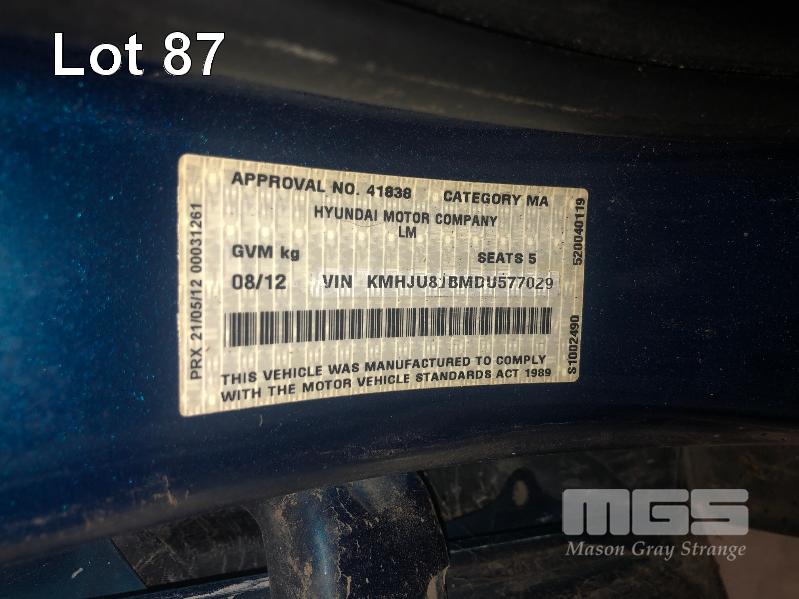 Lot 87
APPROVAL NO. 41838 CATEGORY MA
HYUNDAI MOTOR COMPANY
LM
GVM kg SEATS 5
08/12 VIN KMHJU81BMDU577029
THIS VEHICLE WAS MANUFACTURED TO COMPLY
WITH THE MOTOR VEHICLE STANDARDS ACT 1989
PRX 21/05/12 00031261
S1002490 520040119
MGS
Mason Gray Strange